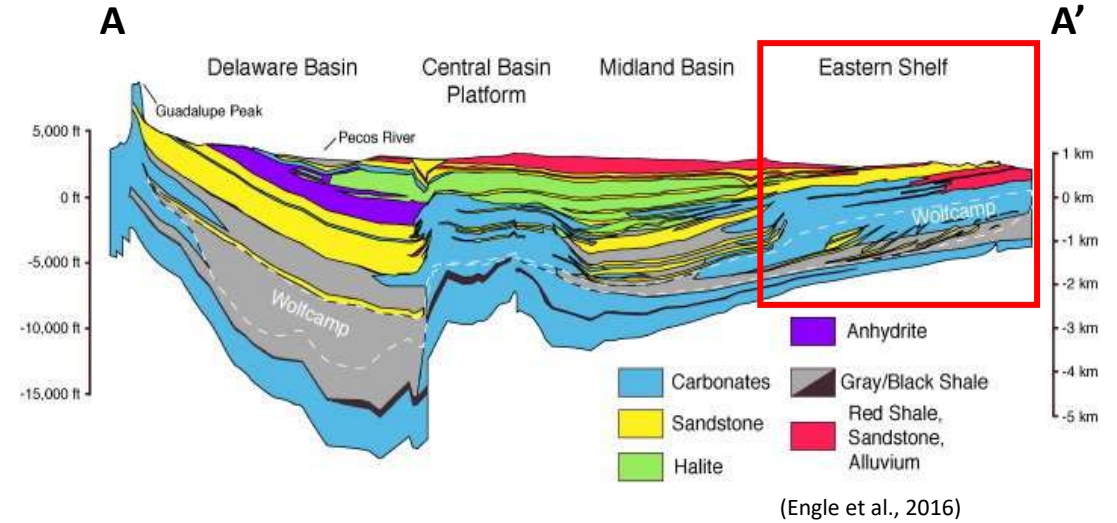 A
A’
Delaware Basin
Central Basin
Platform
Midland Basin
Eastern Shelf
Guadalupe Peak
Pecos River
5,000 ft
0 ft
-5,000 ft
-10,000 ft
-15,000 ft
1 km
0 km
-1 km
-2 km
-3 km
-4 km
-5 km
Wolfcamp
Wolfcamp
Anhydrite
Carbonates
Gray/Black Shale
Sandstone
Red Shale,
Sandstone,
Alluvium
Halite
(Engle et al., 2016)